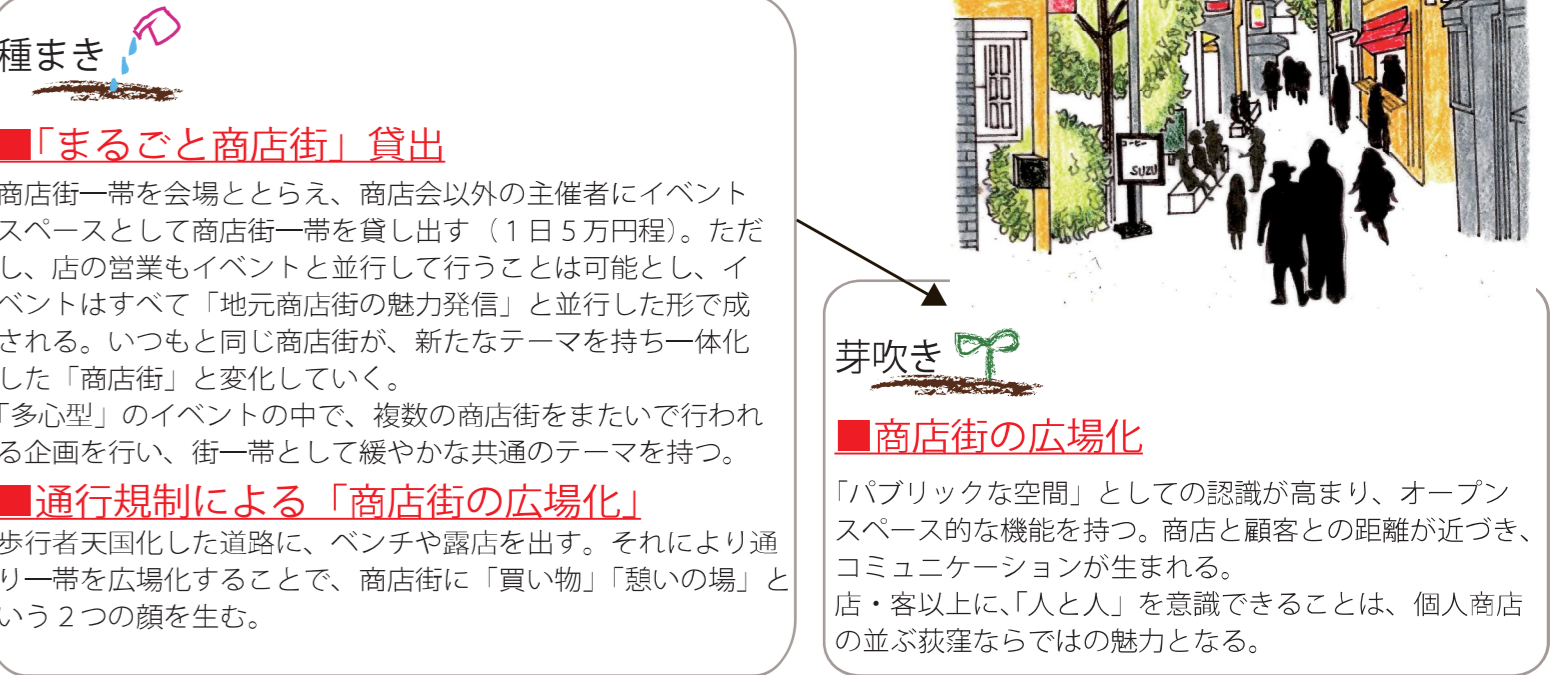 種まき
■「まるごと商店街」貸出
商店街一帯を会場ととらえ、商店会以外の主催者にイベント
スペースとして商店街一帯を貸し出す（１日５万円程）。ただ
し、店の営業もイベントと並行して行うことは可能とし、イ
ベントはすべて「地元商店街の魅力発信」と並行した形で成
される。いつもと同じ商店街が、新たなテーマを持ち一体化
した「商店街」と変化していく。
「多心型」のイベントの中で、複数の商店街をまたいで行われ
る企画を行い、街一帯として緩やかな共通のテーマを持つ。
■通行規制による「商店街の広場化」
歩行者天国化した道路に、ベンチや露店を出す。それにより通
り一帯を広場化することで、商店街に「買い物」「憩いの場」と
いう２つの顔を生む。
コーヒー
SUZU
芽吹き
■商店街の広場化
「パブリックな空間」としての認識が高まり、オープン
スペース的な機能を持つ。商店と顧客との距離が近づき、
コミュニケーションが生まれる。
店・客以上に、「人と人」を意識できることは、個人商店
の並ぶ荻窪ならではの魅力となる。